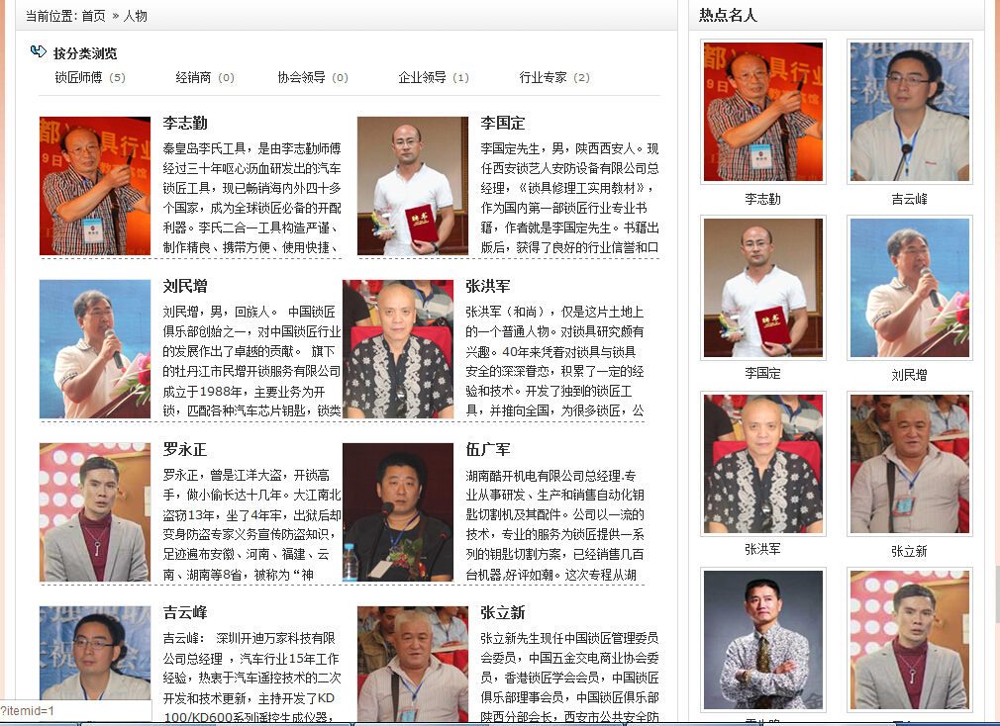 当前位置: 首页 » 人物
按分类浏览
锁匠师傅 (5) 经销商 (0) 协会领导 (0) 企业领导 (1) 行业专家 (2)
李志勤
秦皇岛李氏工具，是由李志勤师傅
经过三十年呕心沥血研发出的汽车
锁匠工具，现已畅销海内外四十多
个国家，成为全球锁匠必备的开配
利器。李氏二合一工具构造严谨、
制作精良、携带方便、使用快捷、
李国定
李国定先生，男，陕西西安人。现
任西安锁艺人安防设备有限公司总
经理，《锁具修理工实用教材》，
作为国内第一部锁匠行业专业书
籍，作者就是李国定先生。书籍出
版后，获得了良好的行业信誉和口
刘民增
刘民增，男，回族人。 中国锁匠
俱乐部创始之一，对中国锁匠行业
的发展作出了卓越的贡献。 旗下
的牡丹江市民增开锁服务有限公司
成立于1988年，主要业务为开
锁，匹配各种汽车芯片钥匙，锁类
张洪军
张洪军（和尚），仅是这片土地上
的一个普通人物。对锁具研究颇有
兴趣。40年来凭着对锁具与锁具
安全的深深眷恋，积累了一定的经
验和技术。开发了独到的锁匠工
具，并推向全国，为很多锁匠，公
罗永正
罗永正，曾是江洋大盗，开锁高
手，做小偷长达十几年。大江南北
盗窃13年，坐了4年牢，出狱后却
变身防盗专家义务宣传防盗知识，
足迹遍布安徽、河南、福建、云
南、湖南等8省，被称为“神
伍广军
湖南酷开机电有限公司总经理.专
业从事研发、生产和销售自动化钥
匙切割机及其配件。公司以一流的
技术，专业的服务为锁匠提供一系
列的钥匙切割方案，已经销售几百
台机器,好评如潮。这次专程从湖
吉云峰
吉云峰： 深圳开迪万家科技有限
公司总经理 ，汽车行业15年工作
经验，热衷于汽车遥控技术的二次
开发和技术更新，主持开发了KD
100/KD600系列遥控生成仪器，
张立新
张立新先生现任中国锁匠管理委员
会委员，中国五金交电商业协会委
员，香港锁匠学会会员，中国锁匠
俱乐部理事会员，中国锁匠俱乐部
陕西分部会长，西安市公共安全防
热点名人
李志勤
吉云峰
李国定
刘民增
张洪军
张立新
?itemid=1